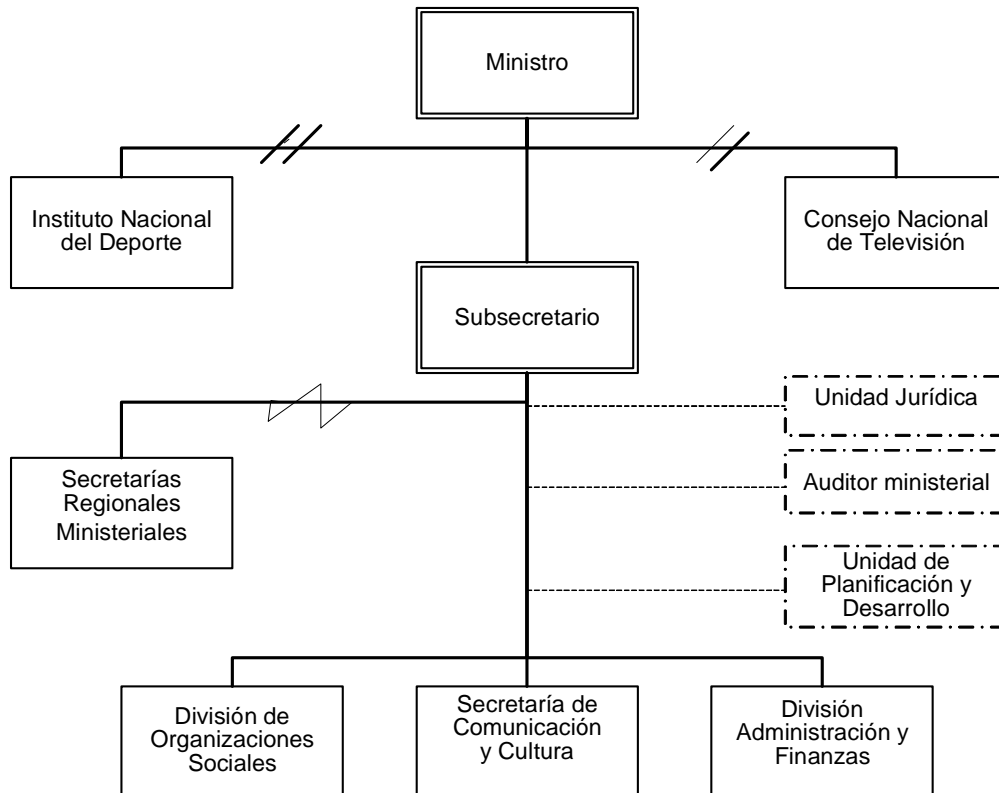 Ministro
Instituto Nacional
del Deporte
Consejo Nacional
de Televisión
Subsecretario
Unidad Jurídica
Secretarías
Regionales
Ministeriales
Auditor ministerial
Unidad de
Planificación y
Desarrollo
División de
Organizaciones
Sociales
Secretaría de
Comunicación
y Cultura
División
Administración y
Finanzas